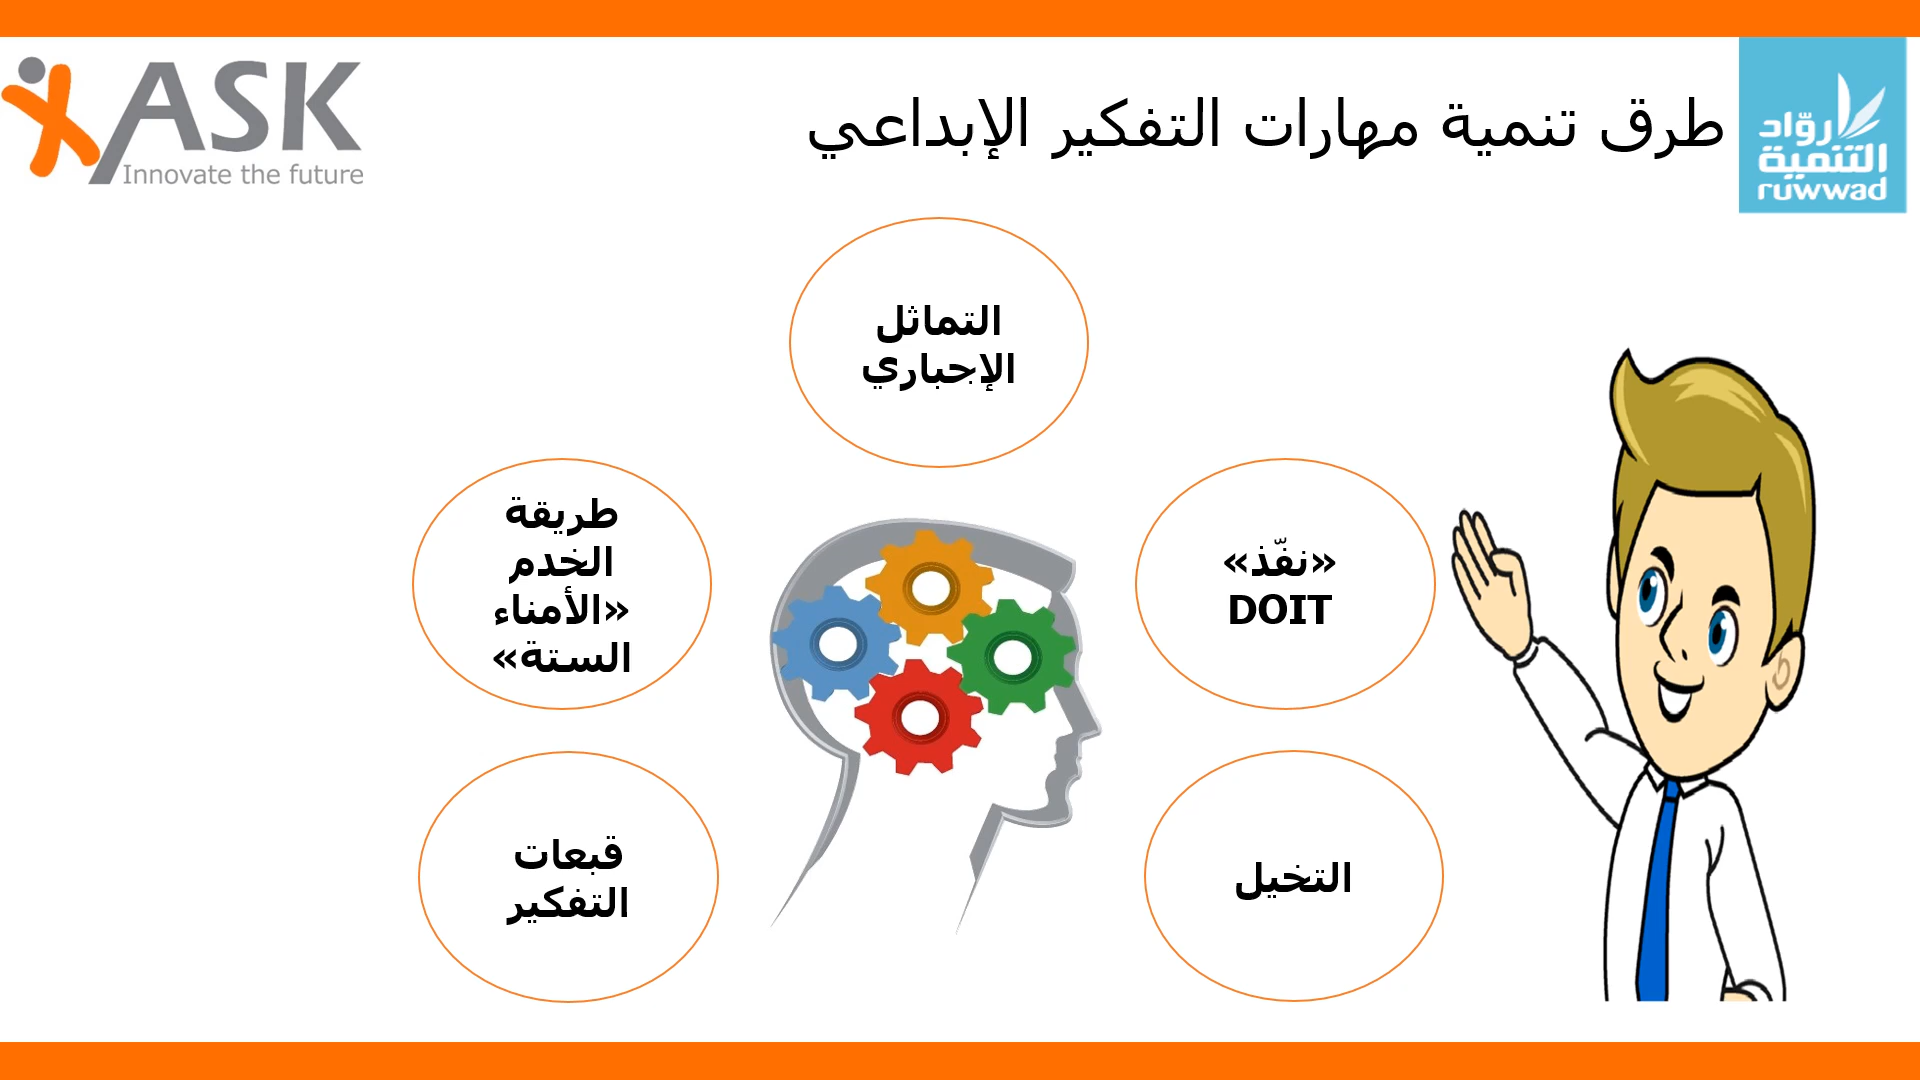 طرق تنمية مهارات التفكير الإبداعي
روّاد
التنمية
ruwwad
ASK
Innovate the future
التماثل
الإجباري
«نفّذ»
DOIT
طريقة
الخدم
«الأمناء
الستة»
التخيل
قبعات
التفكير